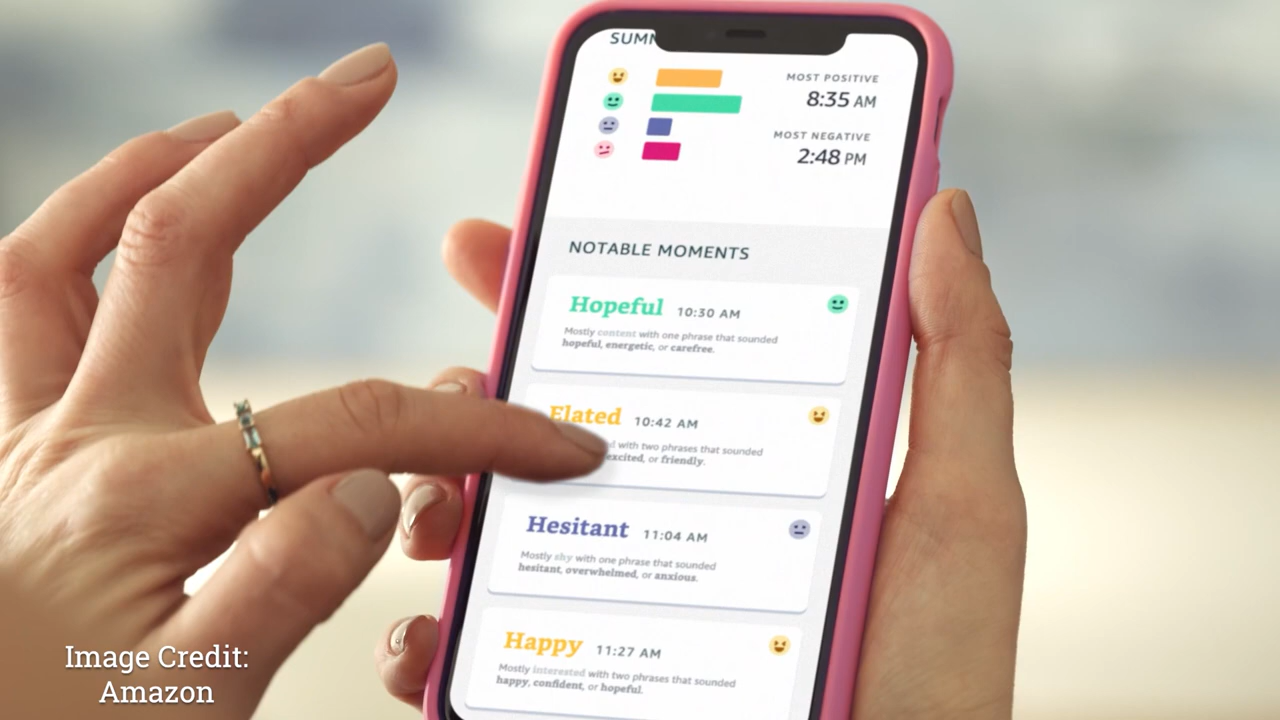 SUMM
MOST POSITIVE
8:35 AM
MOST NEGATIVE
2:48 PM
NOTABLE MOMENTS
Hopeful 10:30 AM
Mostly content with one phrase that sounded
hopeful, energetic, or carefree.
Elated 10:42 AM
with two phrases that sounded
excited, or friendly.
Hesitant 11:04 AM
Mostly shy with one phrase that sounded
hesitant, overwhelmed, or anxious.
Happy 11:27 AM
Mostly interested with two phrases that sounded
happy, confident, or hopeful.
Image Credit:
Amazon